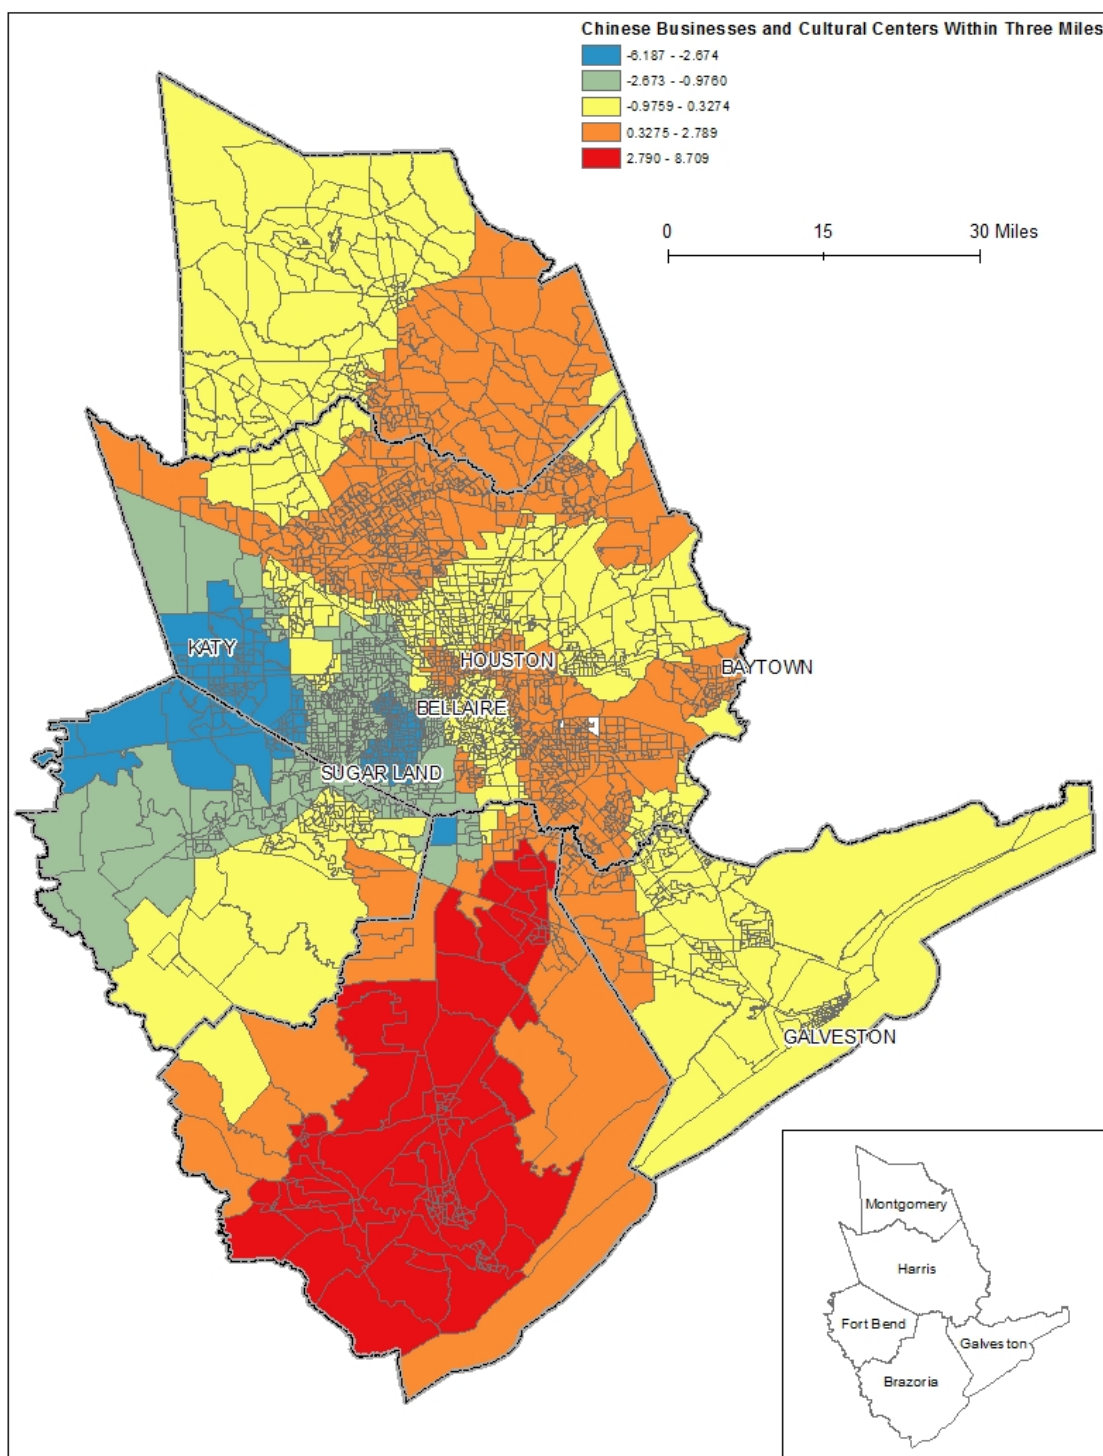 Chinese Businesses and Cultural Centers Within Three Miles
-6.187 - -2.674
-2.673 - -0.9760
-0.9759 - 0.3274
0.3275 - 2.789
2.790 - 8.709
0 15 30 Miles
KATY
HOUSTON
BAYTOWN
BELLAIRE
SUGAR LAND
GALVESTON
Montgomery
Harris
Fort Bend
Galveston
Brazoria